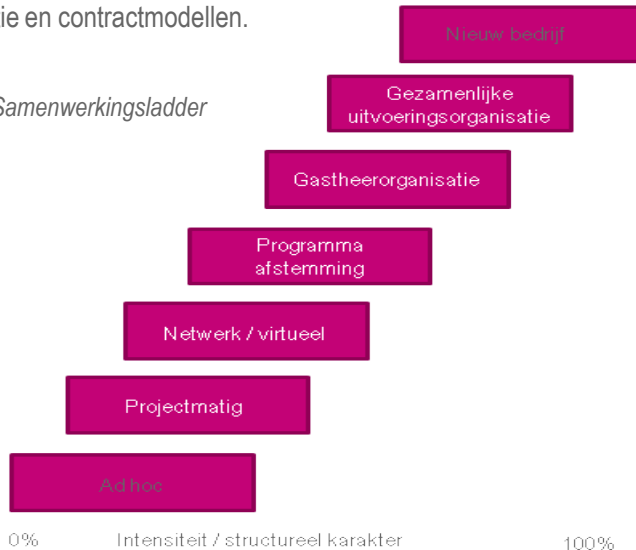 tie en contractmodellen.
Nieuw bedrijf
Samenwerkingsladder
Gezamenlijke
uitvoeringsorganisatie
Gastheerorganisatie
Programma
afstemming
Netwerk / virtueel
Projectmatig
Ad hoc
0% Intensiteit / structureel karakter 100%